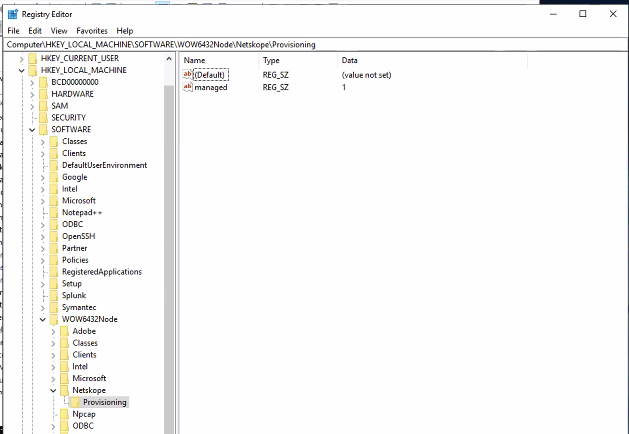 Registry Editor
File Edit View Favorites Help
Computer\HKEY_LOCAL_MACHINE\SOFTWARE\WOW6432Node\Netskope\Provisioning
HKEY_CURRENT_USER
HKEY_LOCAL_MACHINE
BCD00000000
HARDWARE
SAM
SECURITY
SOFTWARE
Classes
Clients
DefaultUserEnvironment
Google
Intel
Microsoft
Notepad++
ODBC
OpenSSH
Partner
Policies
RegisteredApplications
Setup
Splunk
Symantec
WOW6432Node
Adobe
Classes
Clients
Intel
Microsoft
Netskope
Provisioning
Npcap
ODBC
Name Type Data
ab (Default) REG_SZ (value not set)
ab managed REG_SZ 1